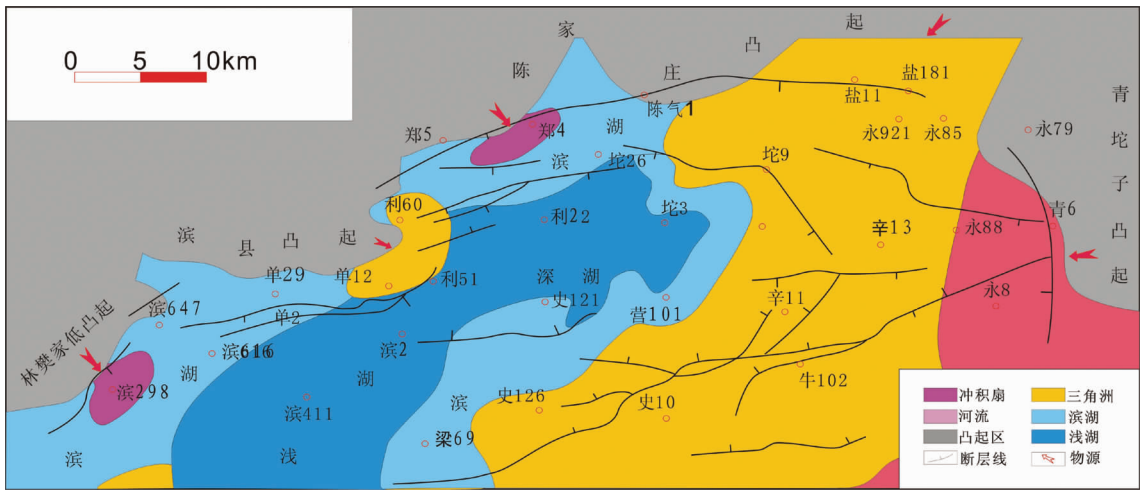 0 5 10km
家
陈
庄
凸
起
陈气1
盐181
盐11
永921
永85
青坨子凸起
永79
郑5
郑4
湖
滨
坨26
坨9
利60
利22
坨3
青6
永88
辛13
滨县凸起
单29
单12
利51
深湖
史121
营101
辛11
永8
滨647
单2
滨2
林樊家低凸起
湖
滨298
滨
湖
滨411
浅
滨
史126
史10
牛102
梁69
冲积扇
三角洲
河流
滨湖
凸起区
浅湖
断层线
物源